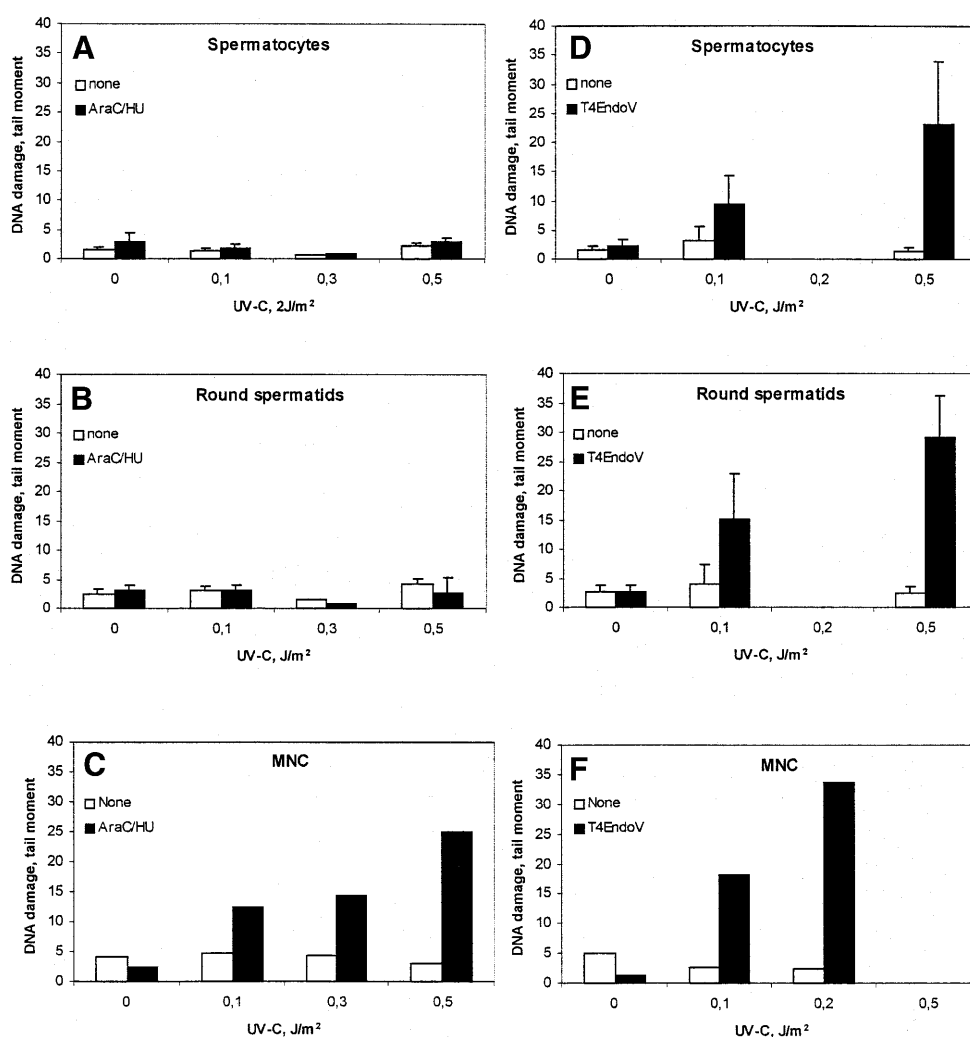 A
Spermatocytes
none
AraC/HU
DNA damage, tail moment
40
35
30
25
20
15
10
5
0
0
0,1
0,3
0,5
UV-C, 2J/m²
D
Spermatocytes
none
T4EndoV
DNA damage, tail moment
40
35
30
25
20
15
10
5
0
0
0,1
0,2
0,5
UV-C, J/m²
B
Round spermatids
none
AraC/HU
DNA damage, tail moment
40
35
30
25
20
15
10
5
0
0
0,1
0,3
0,5
UV-C, J/m²
E
Round spermatids
none
T4EndoV
DNA damage, tail moment
40
35
30
25
20
15
10
5
0
0
0,1
0,2
0,5
UV-C, J/m²
C
MNC
None
AraC/HU
DNA damage, tail moment
40
35
30
25
20
15
10
5
0
0
0,1
0,3
0,5
UV-C, J/m²
F
MNC
None
T4EndoV
DNA damage, tail moment
40
35
30
25
20
15
10
5
0
0
0,1
0,2
0,5
UV-C, J/m²